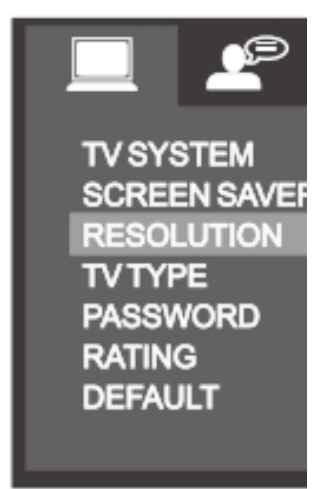 TV SYSTEM
SCREEN SAVER
RESOLUTION
TV TYPE
PASSWORD
RATING
DEFAULT